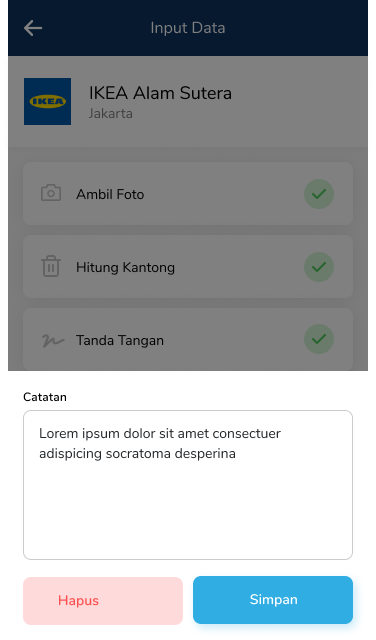 Input Data
IKEA
IKEA Alam Sutera
Jakarta
Ambil Foto
Hitung Kantong
Tanda Tangan
Catatan
Lorem ipsum dolor sit amet consectuer
adispicing socratoma desperina
Hapus
Simpan